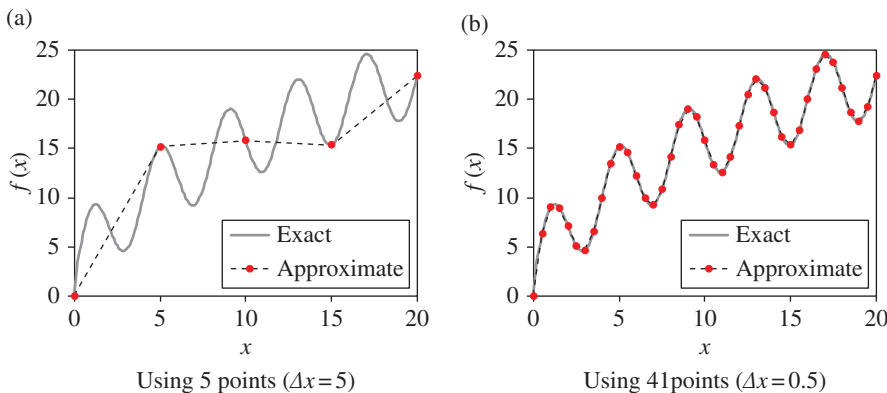 (a)
25
20
15
10
5
0
f (x)
Exact
Approximate
0 5 10 15 20
x
Using 5 points (Δx = 5)
(b)
25
20
15
10
5
0
f (x)
Exact
Approximate
0 5 10 15 20
x
Using 41points (Δx = 0.5)